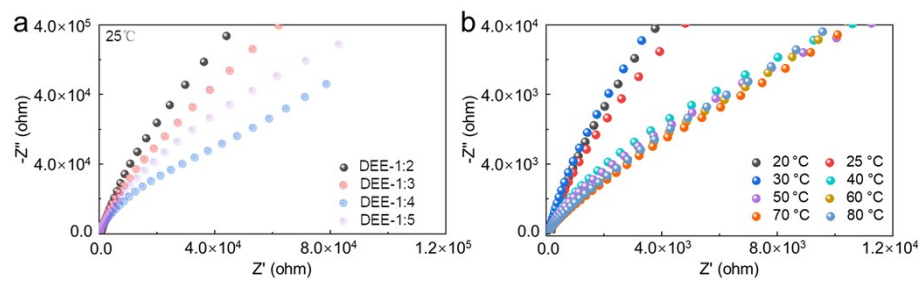 a
25℃
4.0×10⁵
4.0×10⁴
4.0×10⁴
0.0
-Z" (ohm)
0.0
4.0×10⁴
8.0×10⁴
1.2×10⁵
Z' (ohm)
DEE-1:2
DEE-1:3
DEE-1:4
DEE-1:5
b
4.0×10⁴
4.0×10³
4.0×10³
0.0
-Z" (ohm)
0.0
4.0×10³
8.0×10³
1.2×10⁴
Z' (ohm)
20 °C 25 °C
30 °C 40 °C
50 °C 60 °C
70 °C 80 °C